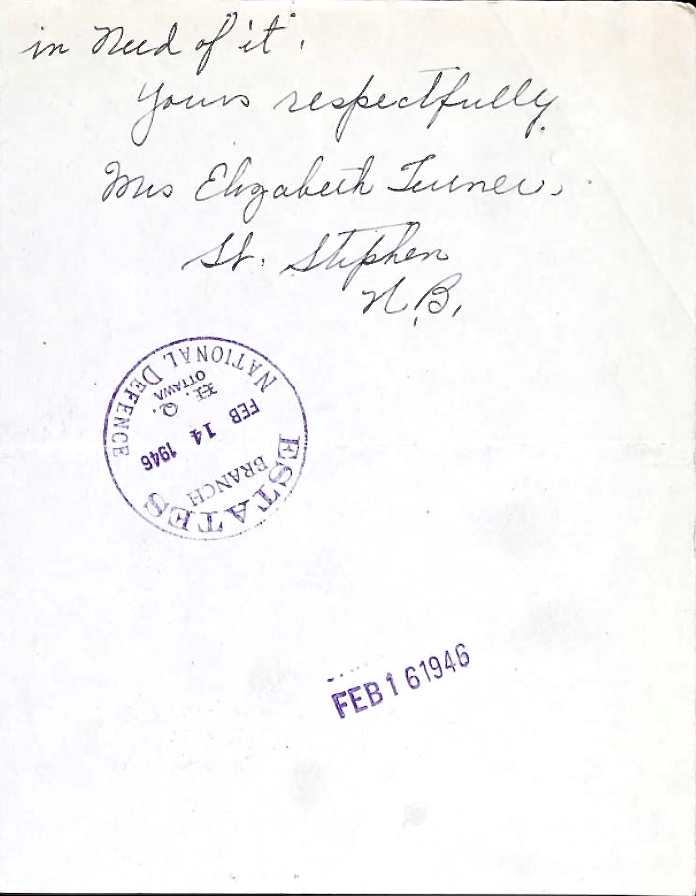 in Need of it.
Yours respectfully
Mrs Elizabeth Turner,
St. Stephen
N.B.
ESTATES
BRANCH
FEB 14 1946
H. Q.
OTTAWA
NATIONAL DEFENCE
FEB 16 1946